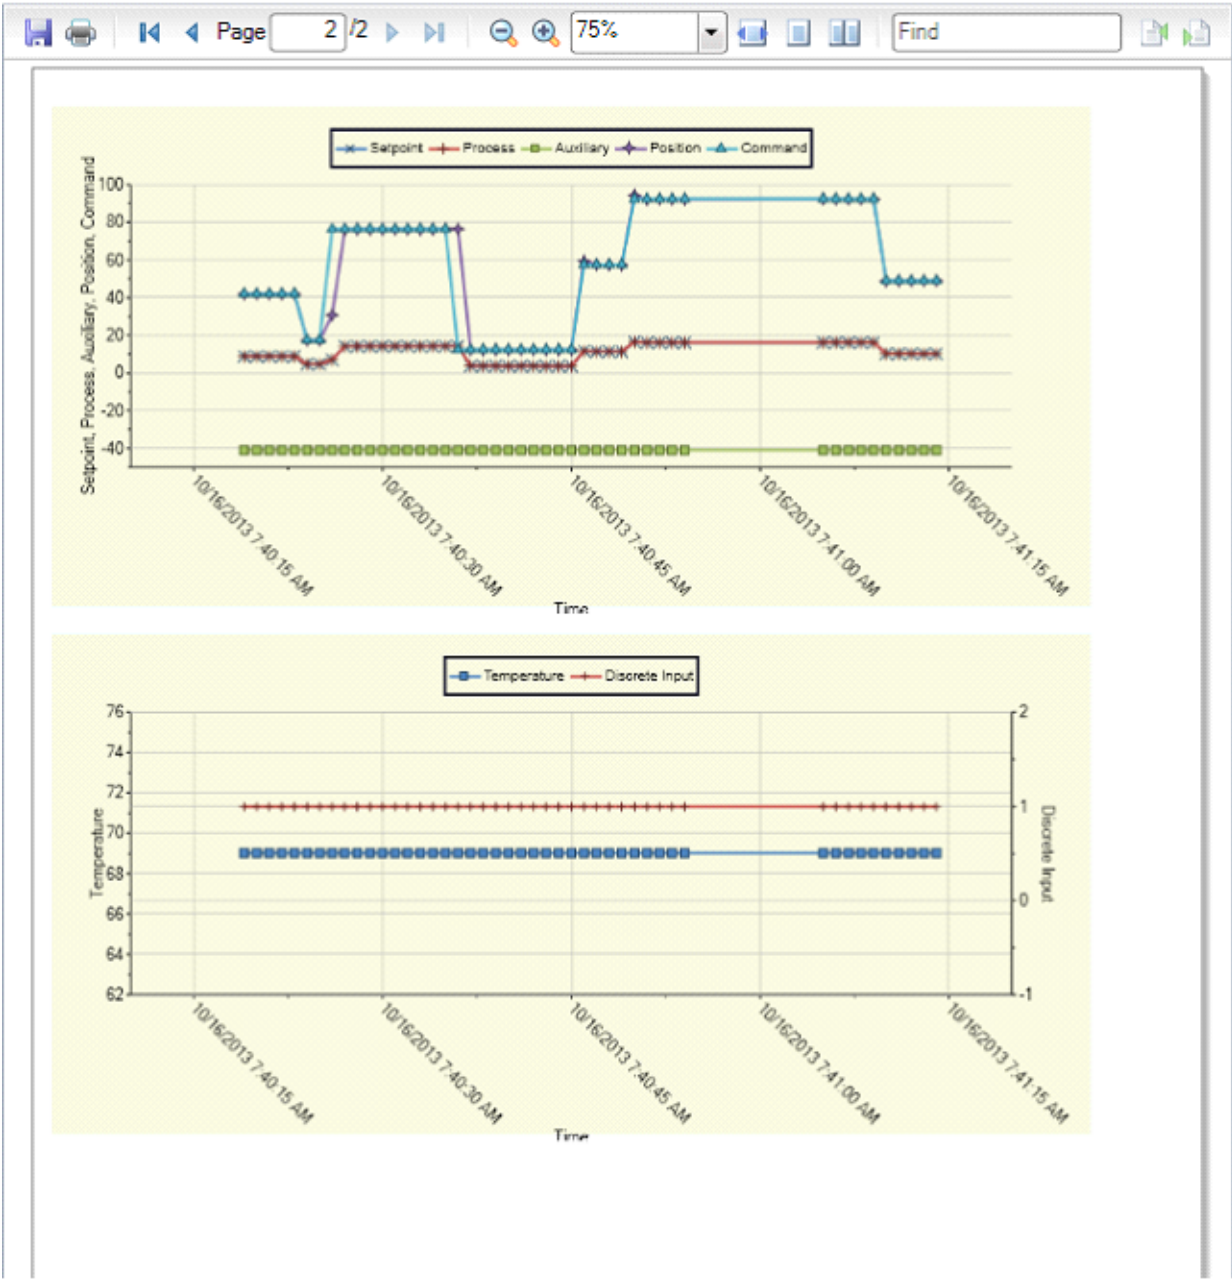 Page 2 /2 75% Find
Setpoint Process Auxiliary Position Command
Setpoint, Process, Auxiliary, Position, Command
100
80
60
40
20
0
-20
-40
10/16/2013 7:40:15 AM
10/16/2013 7:40:30 AM
10/16/2013 7:40:45 AM
10/16/2013 7:41:00 AM
10/16/2013 7:41:15 AM
Time
Temperature Discrete Input
Temperature
76
74
72
70
68
66
64
62
2
1
0
-1
Discrete Input
10/16/2013 7:40:15 AM
10/16/2013 7:40:30 AM
10/16/2013 7:40:45 AM
10/16/2013 7:41:00 AM
10/16/2013 7:41:15 AM
Time